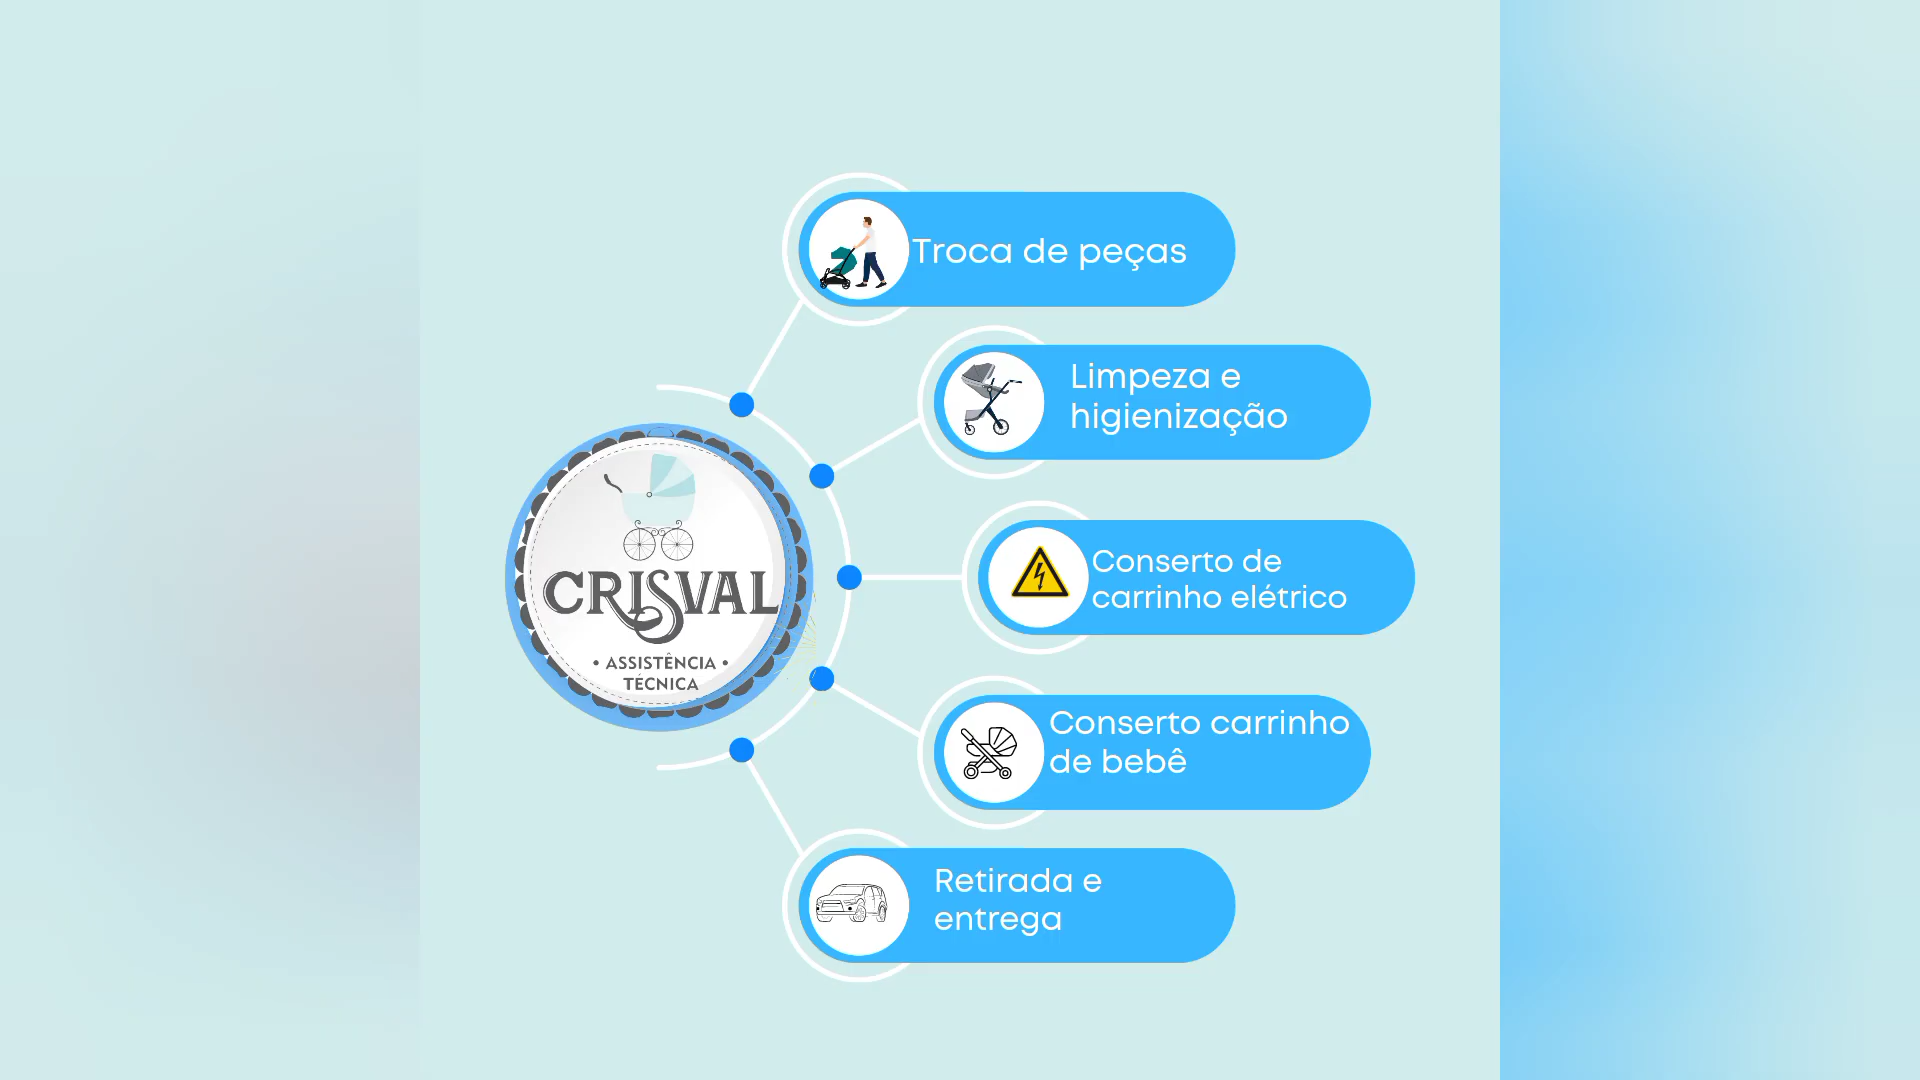 Troca de peças
Limpeza e
higienização
Conserto de
carrinho elétrico
CRISVAL
• ASSISTÊNCIA •
TÉCNICA
Conserto carrinho
de bebê
Retirada e
entrega